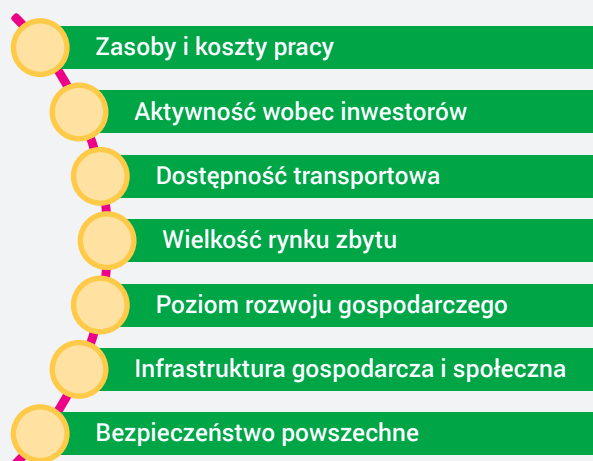 Zasoby i koszty pracy
Aktywność wobec inwestorów
Dostępność transportowa
Wielkość rynku zbytu
Poziom rozwoju gospodarczego
Infrastruktura gospodarcza i społeczna
Bezpieczeństwo powszechne